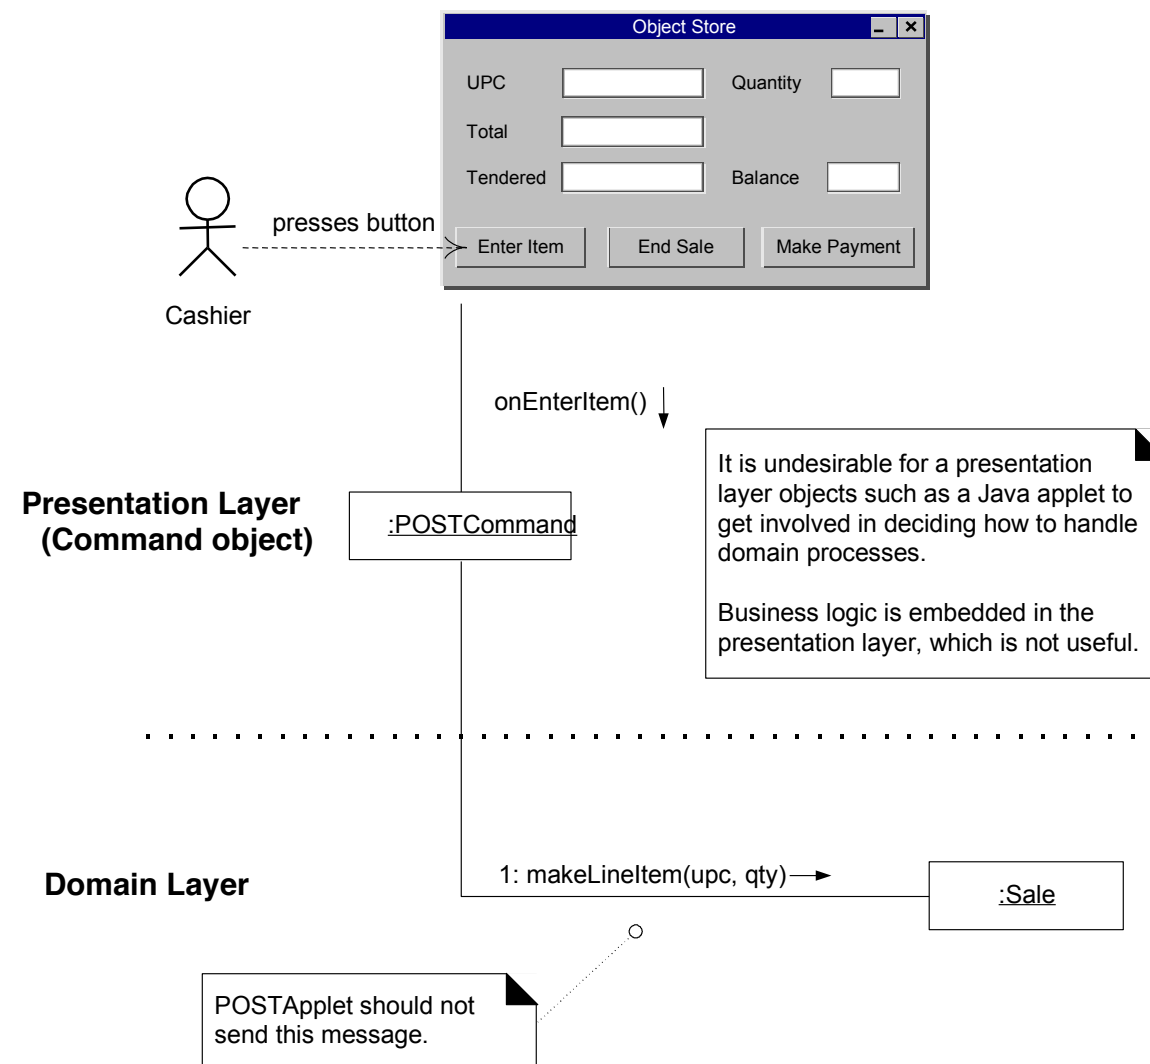 Object Store
UPC
Quantity
Total
Tendered
Balance
presses button
Enter Item
End Sale
Make Payment
Cashier
onEnterItem()
It is undesirable for a presentation
layer objects such as a Java applet to
get involved in deciding how to handle
domain processes.
Business logic is embedded in the
presentation layer, which is not useful.
Presentation Layer
(Command object)
:POSTCommand
Domain Layer
1: makeLineItem(upc, qty)
:Sale
POSTApplet should not
send this message.